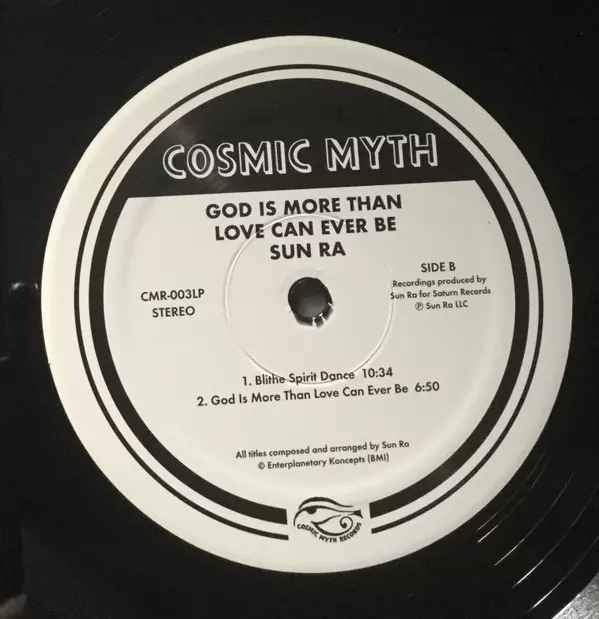 COSMIC MYTH
GOD IS MORE THAN
LOVE CAN EVER BE
SUN RA
CMR-003LP
STEREO
SIDE B
Recordings produced by
Sun Ra for Saturn Records
℗ Sun Ra LLC
1. Blithe Spirit Dance 10:34
2. God Is More Than Love Can Ever Be 6:50
All titles composed and arranged by Sun Ra
© Enterplanetary Koncepts (BMI)
COSMIC MYTH RECORDS